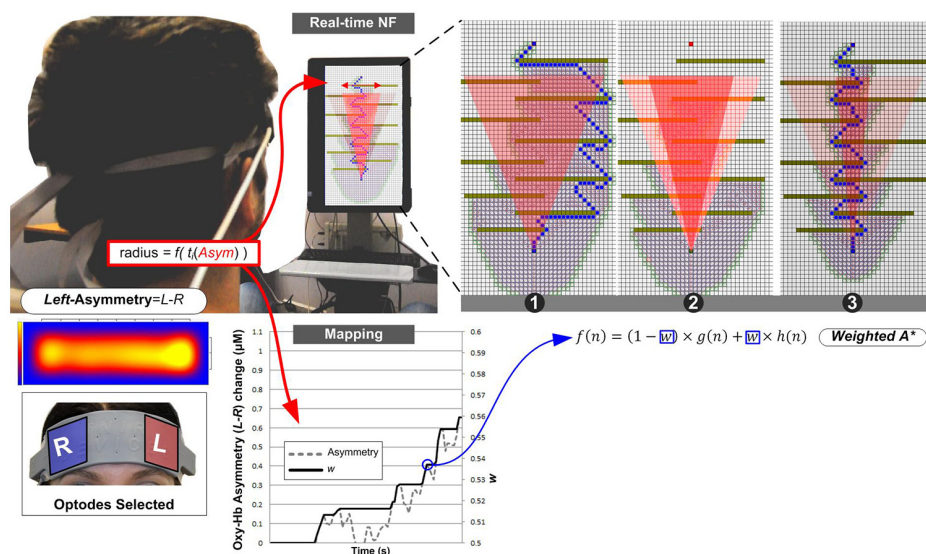 Real-time NF
radius = f( tᵢ(Asym) )
Left-Asymmetry=L-R
R
L
Optodes Selected
1
2
3
f(n) = (1 − w) × g(n) + w × h(n)
Weighted A*
Mapping
Oxy-Hb Asymmetry (L-R) change (μM)
1.1
1
0.9
0.8
0.7
0.6
0.5
0.4
0.3
0.2
0.1
0
Asymmetry
w
0.6
0.59
0.58
0.57
0.56
0.55
0.54
0.53
0.52
0.51
0.5
w
Time (s)